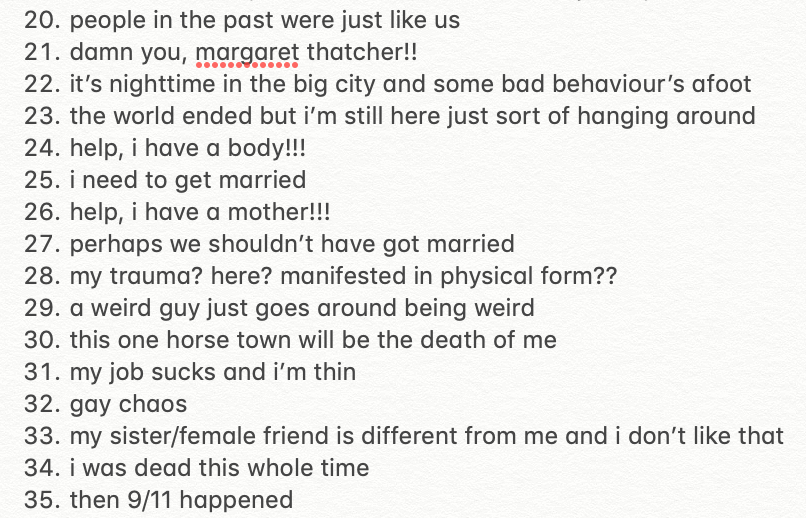 20. people in the past were just like us
21. damn you, margaret thatcher!!
22. it’s nighttime in the big city and some bad behaviour’s afoot
23. the world ended but i’m still here just sort of hanging around
24. help, i have a body!!!
25. i need to get married
26. help, i have a mother!!!
27. perhaps we shouldn’t have got married
28. my trauma? here? manifested in physical form??
29. a weird guy just goes around being weird
30. this one horse town will be the death of me
31. my job sucks and i’m thin
32. gay chaos
33. my sister/female friend is different from me and i don’t like that
34. i was dead this whole time
35. then 9/11 happened